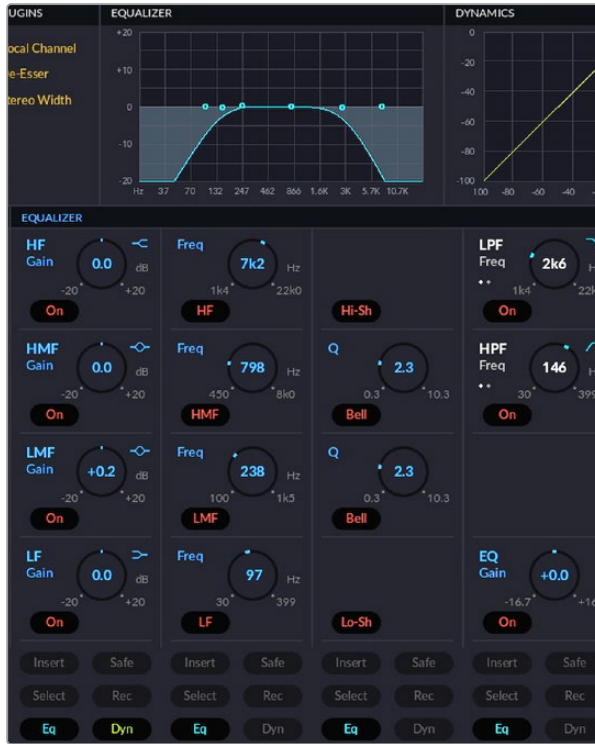 UGINS EQUALIZER DYNAMICS
ocal Channel
e-Esser
tereo Width
+20
+10
0
-10
-20
Hz 37 70 132 247 462 866 1.6K 3K 5.7K 10.7K
0
-20
-40
-60
-80
-100
100 -80 -60 -40
EQUALIZER
HF
Gain 0.0 dB
-20 +20
On
Freq 7k2 Hz
1k4 22k0
HF
Hi-Sh
LPF
Freq 2k6 H
1k4 22k
On
HMF
Gain 0.0 dB
-20 +20
On
Freq 798 Hz
450 8k0
HMF
Q 2.3
0.3 10.3
Bell
HPF
Freq 146 H
30 399
On
LMF
Gain +0.2 dB
-20 +20
On
Freq 238 Hz
100 1k5
LMF
Q 2.3
0.3 10.3
Bell
LF
Gain 0.0 dB
-20 +20
On
Freq 97 Hz
30 399
LF
Lo-Sh
EQ
Gain +0.0
-16.7 +16
On
Insert Safe Insert Safe Insert Safe Insert Safe
Select Rec Select Rec Select Rec Select Rec
Eq Dyn Eq Dyn Eq Dyn Eq Dyn